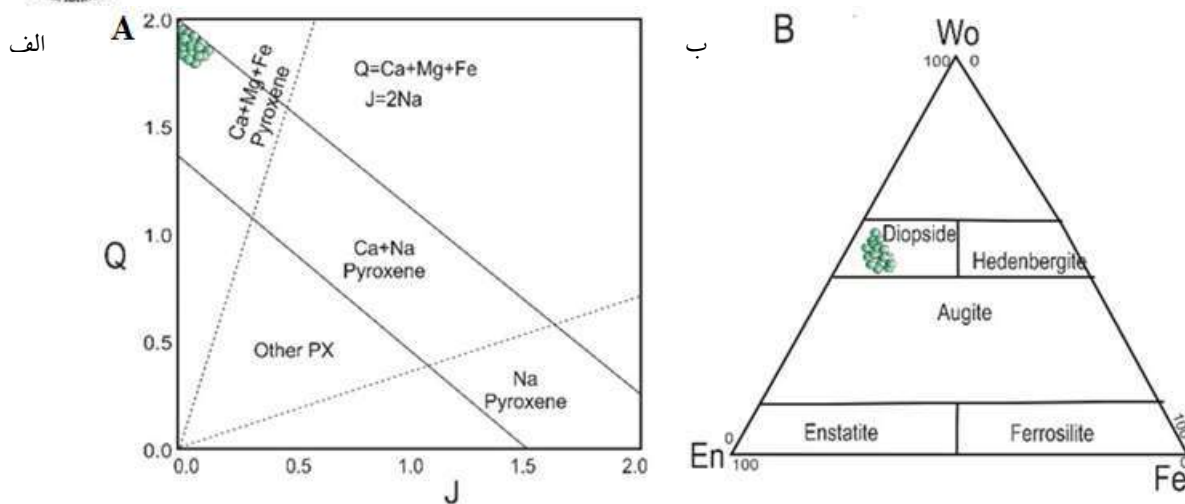 الف
A
2.0
1.5
1.0
0.5
0.0
Q
Ca+Mg+Fe
Pyroxene
Q=Ca+Mg+Fe
J=2Na
Ca+Na
Pyroxene
Other PX
Na
Pyroxene
0.0
0.5
1.0
1.5
2.0
J
ب
B
Wo
100
0
Diopside
Hedenbergite
Augite
Enstatite
Ferrosilite
0
En
100
100
0
Fe